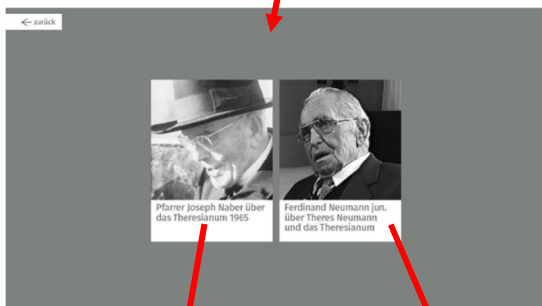 ← zurück
Pfarrer Joseph Naber über
das Theresianum 1965
Ferdinand Neumann jun.
über Theres Neumann
und das Theresianum